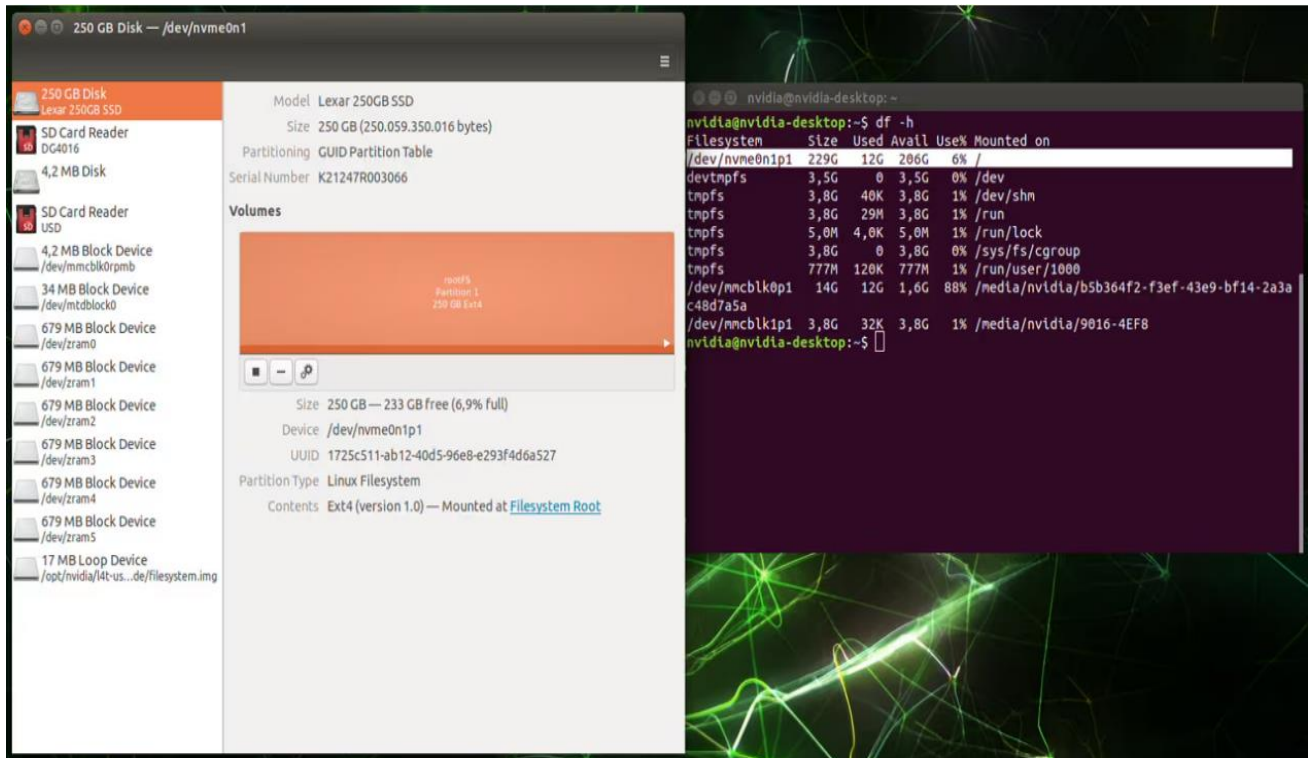 250 GB Disk — /dev/nvme0n1
250 GB Disk
Lexar 250GB SSD
SD Card Reader
DG4016
4,2 MB Disk
SD Card Reader
USD
4,2 MB Block Device
/dev/mmcblk0rpmb
34 MB Block Device
/dev/mtdblock0
679 MB Block Device
/dev/zram0
679 MB Block Device
/dev/zram1
679 MB Block Device
/dev/zram2
679 MB Block Device
/dev/zram3
679 MB Block Device
/dev/zram4
679 MB Block Device
/dev/zram5
17 MB Loop Device
/opt/nvidia/l4t-us...de/filesystem.img
Model Lexar 250GB SSD
Size 250 GB (250.059.350.016 bytes)
Partitioning GUID Partition Table
Serial Number K21247R003066
Volumes
rootFS
Partition 1
250 GB Ext4
Size 250 GB — 233 GB free (6,9% full)
Device /dev/nvme0n1p1
UUID 1725c511-ab12-40d5-96e8-e293f4d6a527
Partition Type Linux Filesystem
Contents Ext4 (version 1.0) — Mounted at Filesystem Root
nvidia@nvidia-desktop: ~
nvidia@nvidia-desktop:~$ df -h
Filesystem Size Used Avail Use% Mounted on
/dev/nvme0n1p1 229G 12G 206G 6% /
devtmpfs 3,5G 0 3,5G 0% /dev
tmpfs 3,8G 40K 3,8G 1% /dev/shm
tmpfs 3,8G 29M 3,8G 1% /run
tmpfs 5,0M 4,0K 5,0M 1% /run/lock
tmpfs 3,8G 0 3,8G 0% /sys/fs/cgroup
tmpfs 777M 120K 777M 1% /run/user/1000
/dev/mmcblk0p1 14G 12G 1,6G 88% /media/nvidia/b5b364f2-f3ef-43e9-bf14-2a3a
c48d7a5a
/dev/mmcblk1p1 3,8G 32K 3,8G 1% /media/nvidia/9016-4EF8
nvidia@nvidia-desktop:~$